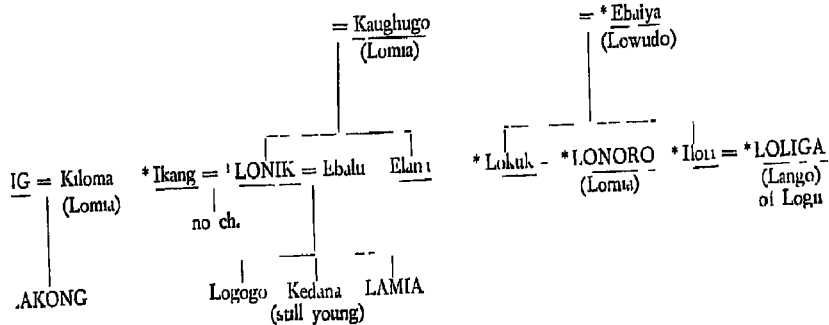 = Kaughugo = * Ebaiya
(Lomia) (Lowudo)
IG = Kiloma * Ikang = * LONIK = Ebalu * Lokuk - * LONORO = * LOLIGA
(Lomia) (Lomia) (Lango)
no ch. of Logu
AKONG Logogo Kedana LAMIA
(still young)